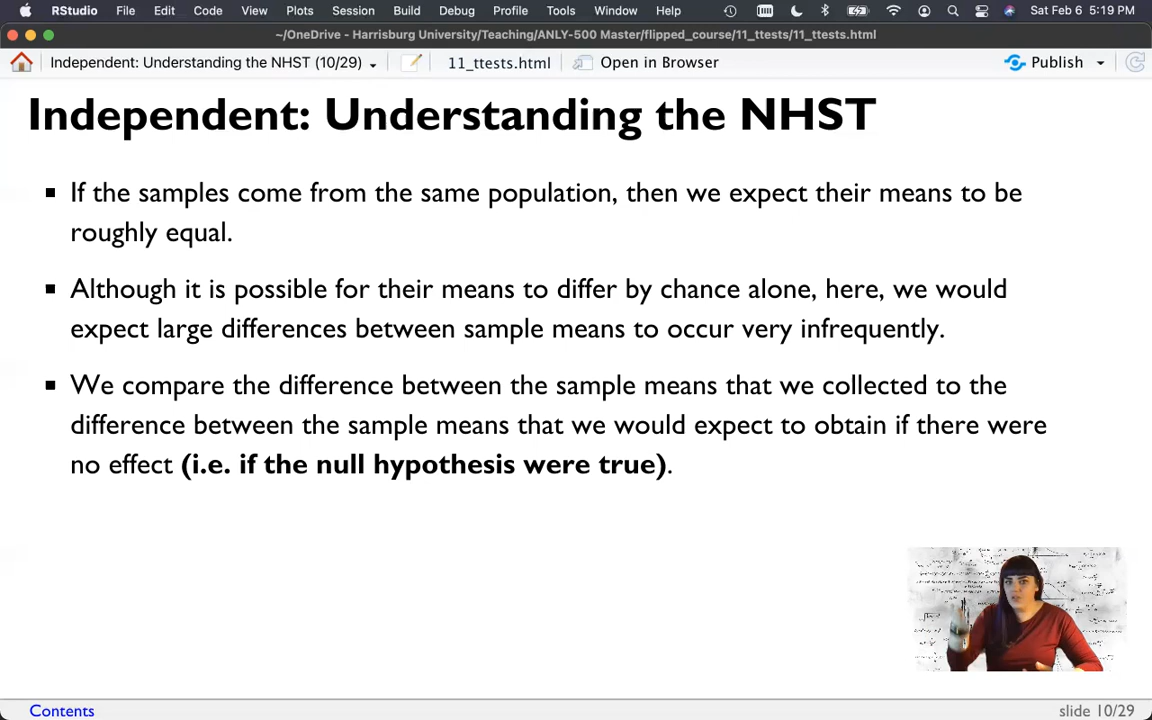 RStudio File Edit Code View Plots Session Build Debug Profile Tools Window Help Sat Feb 6 5:19 PM
~/OneDrive - Harrisburg University/Teaching/ANLY-500 Master/flipped_course/11_ttests/11_ttests.html
Independent: Understanding the NHST (10/29) 11_ttests.html Open in Browser Publish
Independent: Understanding the NHST
If the samples come from the same population, then we expect their means to be
roughly equal.
Although it is possible for their means to differ by chance alone, here, we would
expect large differences between sample means to occur very infrequently.
We compare the difference between the sample means that we collected to the
difference between the sample means that we would expect to obtain if there were
no effect (i.e. if the null hypothesis were true).
Contents slide 10/29